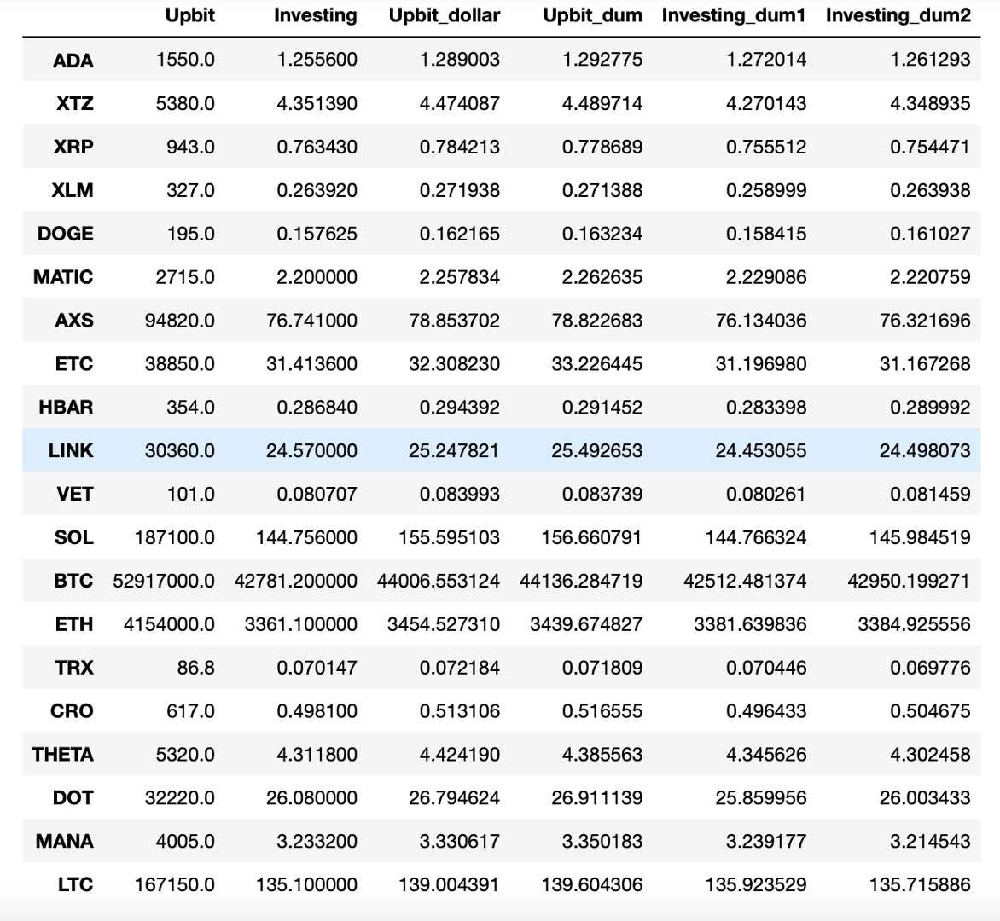 Upbit Investing Upbit_dollar Upbit_dum Investing_dum1 Investing_dum2
ADA 1550.0 1.255600 1.289003 1.292775 1.272014 1.261293
XTZ 5380.0 4.351390 4.474087 4.489714 4.270143 4.348935
XRP 943.0 0.763430 0.784213 0.778689 0.755512 0.754471
XLM 327.0 0.263920 0.271938 0.271388 0.258999 0.263938
DOGE 195.0 0.157625 0.162165 0.163234 0.158415 0.161027
MATIC 2715.0 2.200000 2.257834 2.262635 2.229086 2.220759
AXS 94820.0 76.741000 78.853702 78.822683 76.134036 76.321696
ETC 38850.0 31.413600 32.308230 33.226445 31.196980 31.167268
HBAR 354.0 0.286840 0.294392 0.291452 0.283398 0.289992
LINK 30360.0 24.570000 25.247821 25.492653 24.453055 24.498073
VET 101.0 0.080707 0.083993 0.083739 0.080261 0.081459
SOL 187100.0 144.756000 155.595103 156.660791 144.766324 145.984519
BTC 52917000.0 42781.200000 44006.553124 44136.284719 42512.481374 42950.199271
ETH 4154000.0 3361.100000 3454.527310 3439.674827 3381.639836 3384.925556
TRX 86.8 0.070147 0.072184 0.071809 0.070446 0.069776
CRO 617.0 0.498100 0.513106 0.516555 0.496433 0.504675
THETA 5320.0 4.311800 4.424190 4.385563 4.345626 4.302458
DOT 32220.0 26.080000 26.794624 26.911139 25.859956 26.003433
MANA 4005.0 3.233200 3.330617 3.350183 3.239177 3.214543
LTC 167150.0 135.100000 139.004391 139.604306 135.923529 135.715886